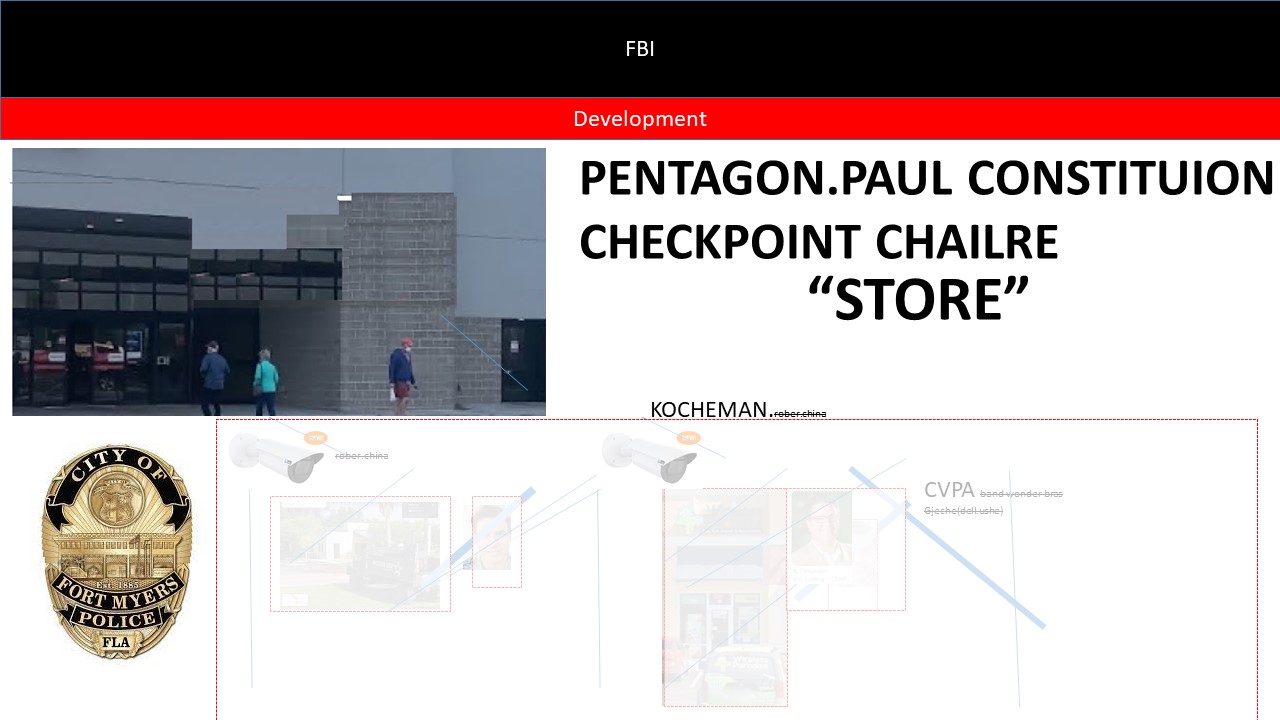 FBI
Development
PENTAGON.PAUL CONSTITUION
CHECKPOINT CHAILRE
“STORE”
KOCHEMAN.rober.china
rober.china
CVPA band wonder bras
Gjeche(dell.ushe)
CITY OF
Est. 1885
FORT MYERS
POLICE
FLA